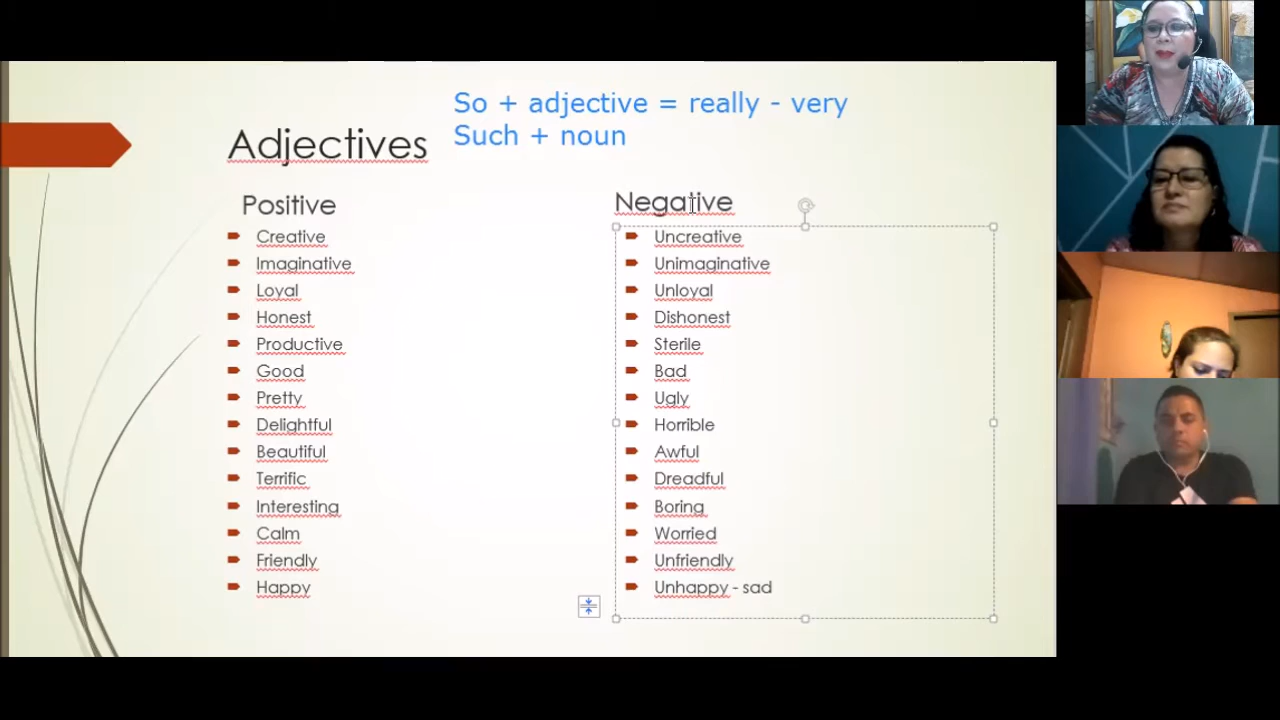 So + adjective = really - very
Such + noun
Adjectives
Positive
Creative
Imaginative
Loyal
Honest
Productive
Good
Pretty
Delightful
Beautiful
Terrific
Interesting
Calm
Friendly
Happy
Negative
Uncreative
Unimaginative
Unloyal
Dishonest
Sterile
Bad
Ugly
Horrible
Awful
Dreadful
Boring
Worried
Unfriendly
Unhappy - sad